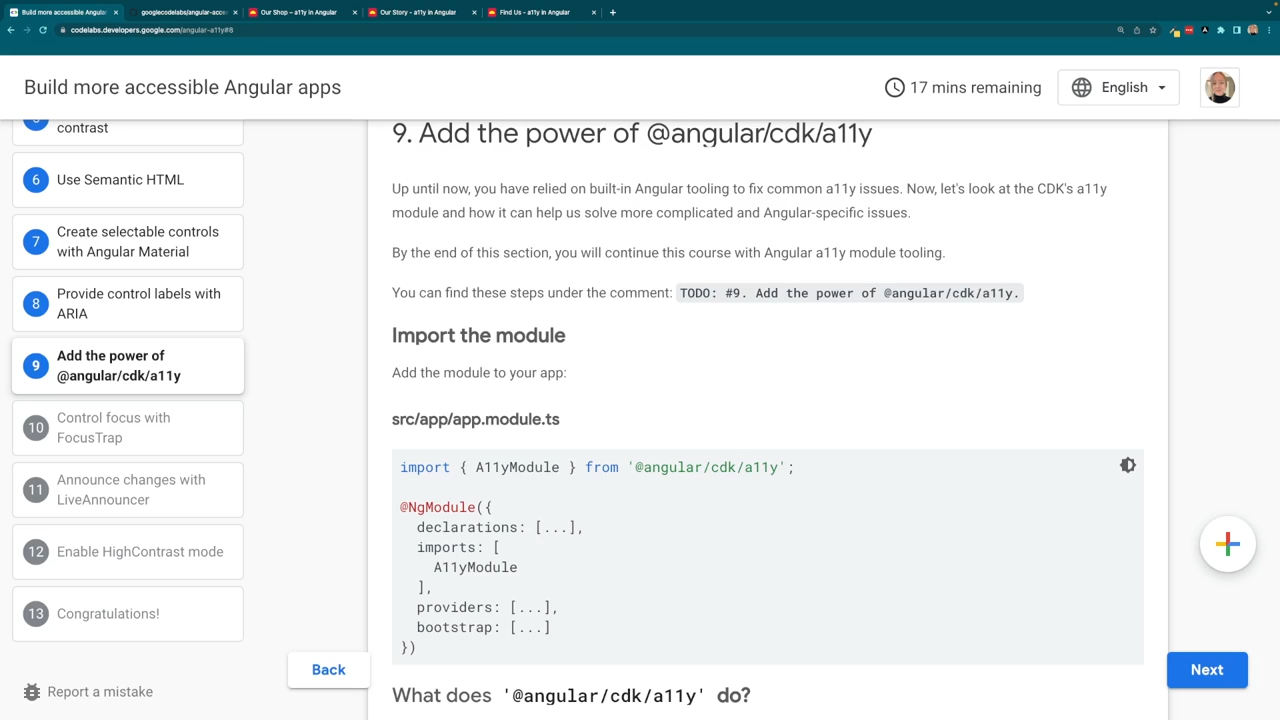 Build more accessible Angular
googlecodelabs/angular-acce
Our Shop – a11y in Angular
Our Story - a11y in Angular
Find Us - a11y in Angular
codelabs.developers.google.com/angular-a11y#8
Build more accessible Angular apps
17 mins remaining
English
contrast
6 Use Semantic HTML
7 Create selectable controls
with Angular Material
8 Provide control labels with
ARIA
9 Add the power of
@angular/cdk/a11y
10 Control focus with
FocusTrap
11 Announce changes with
LiveAnnouncer
12 Enable HighContrast mode
13 Congratulations!
Report a mistake
9. Add the power of @angular/cdk/a11y
Up until now, you have relied on built-in Angular tooling to fix common a11y issues. Now, let's look at the CDK's a11y
module and how it can help us solve more complicated and Angular-specific issues.
By the end of this section, you will continue this course with Angular a11y module tooling.
You can find these steps under the comment: TODO: #9. Add the power of @angular/cdk/a11y.
Import the module
Add the module to your app:
src/app/app.module.ts
import { A11yModule } from '@angular/cdk/a11y';
@NgModule({
declarations: [...],
imports: [
A11yModule
],
providers: [...],
bootstrap: [...]
})
What does '@angular/cdk/a11y' do?
Back
Next